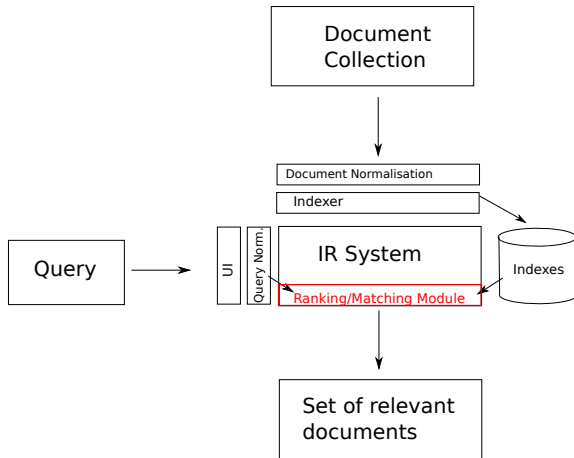 Document
Collection
Document Normalisation
Indexer
Query
UI
Query Norm.
IR System
Ranking/Matching Module
Indexes
Set of relevant
documents